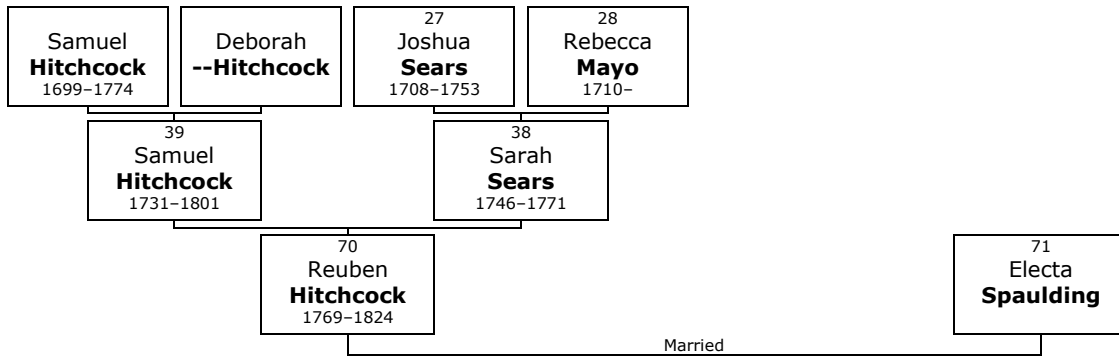 Samuel
Hitchcock
1699–1774
Deborah
--Hitchcock
27
Joshua
Sears
1708–1753
28
Rebecca
Mayo
1710–
39
Samuel
Hitchcock
1731–1801
38
Sarah
Sears
1746–1771
70
Reuben
Hitchcock
1769–1824
71
Electa
Spaulding
Married